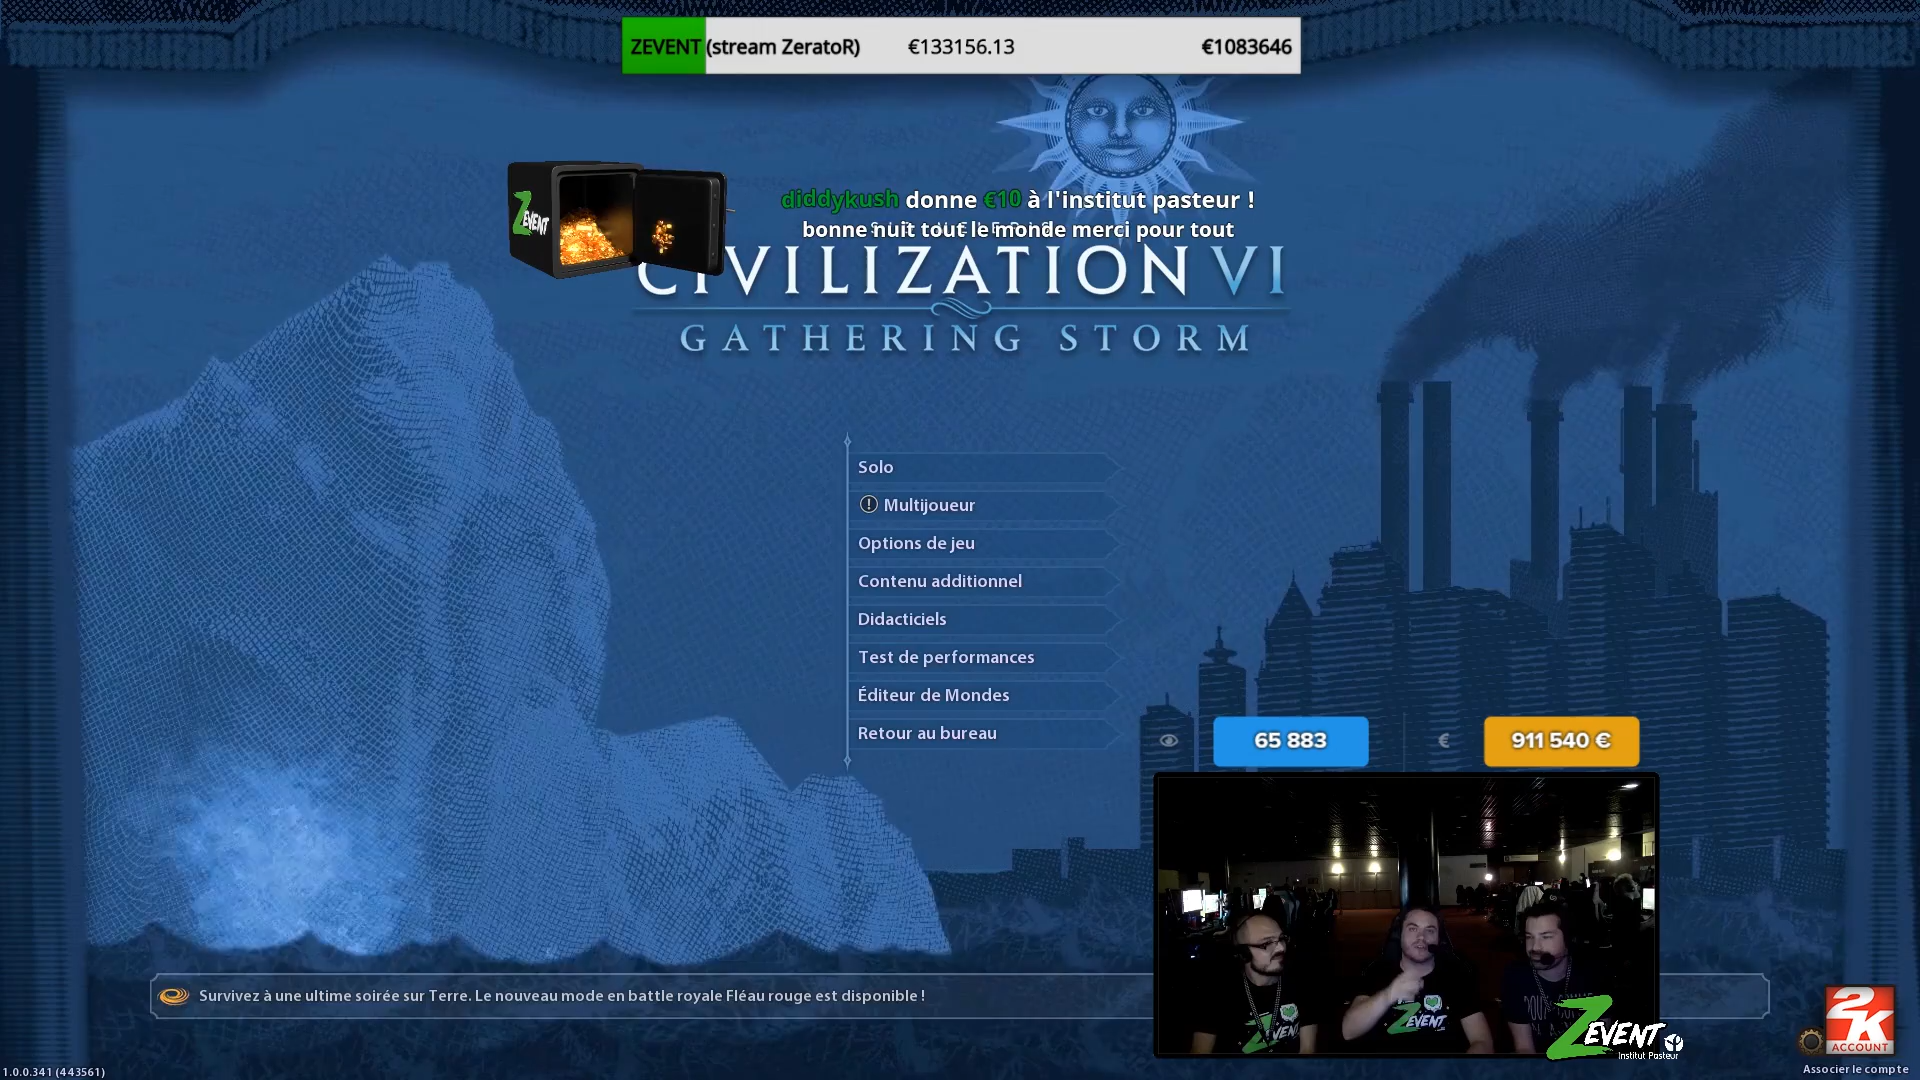 ZEVENT (stream ZeratoR) €133156.13 €1083646
ZEVENT
diddykush donne €10 à l'institut pasteur !
bonne nuit tout le monde merci pour tout
CIVILIZATION VI
GATHERING STORM
Solo
Multijoueur
Options de jeu
Contenu additionnel
Didacticiels
Test de performances
Éditeur de Mondes
Retour au bureau
65 883
€
911 540 €
ZEVENT
ZEVENT
ZEVENT
Institut Pasteur
Survivez à une ultime soirée sur Terre. Le nouveau mode en battle royale Fléau rouge est disponible !
2K
ACCOUNT
Associer le compte
1.0.0.341 (443561)